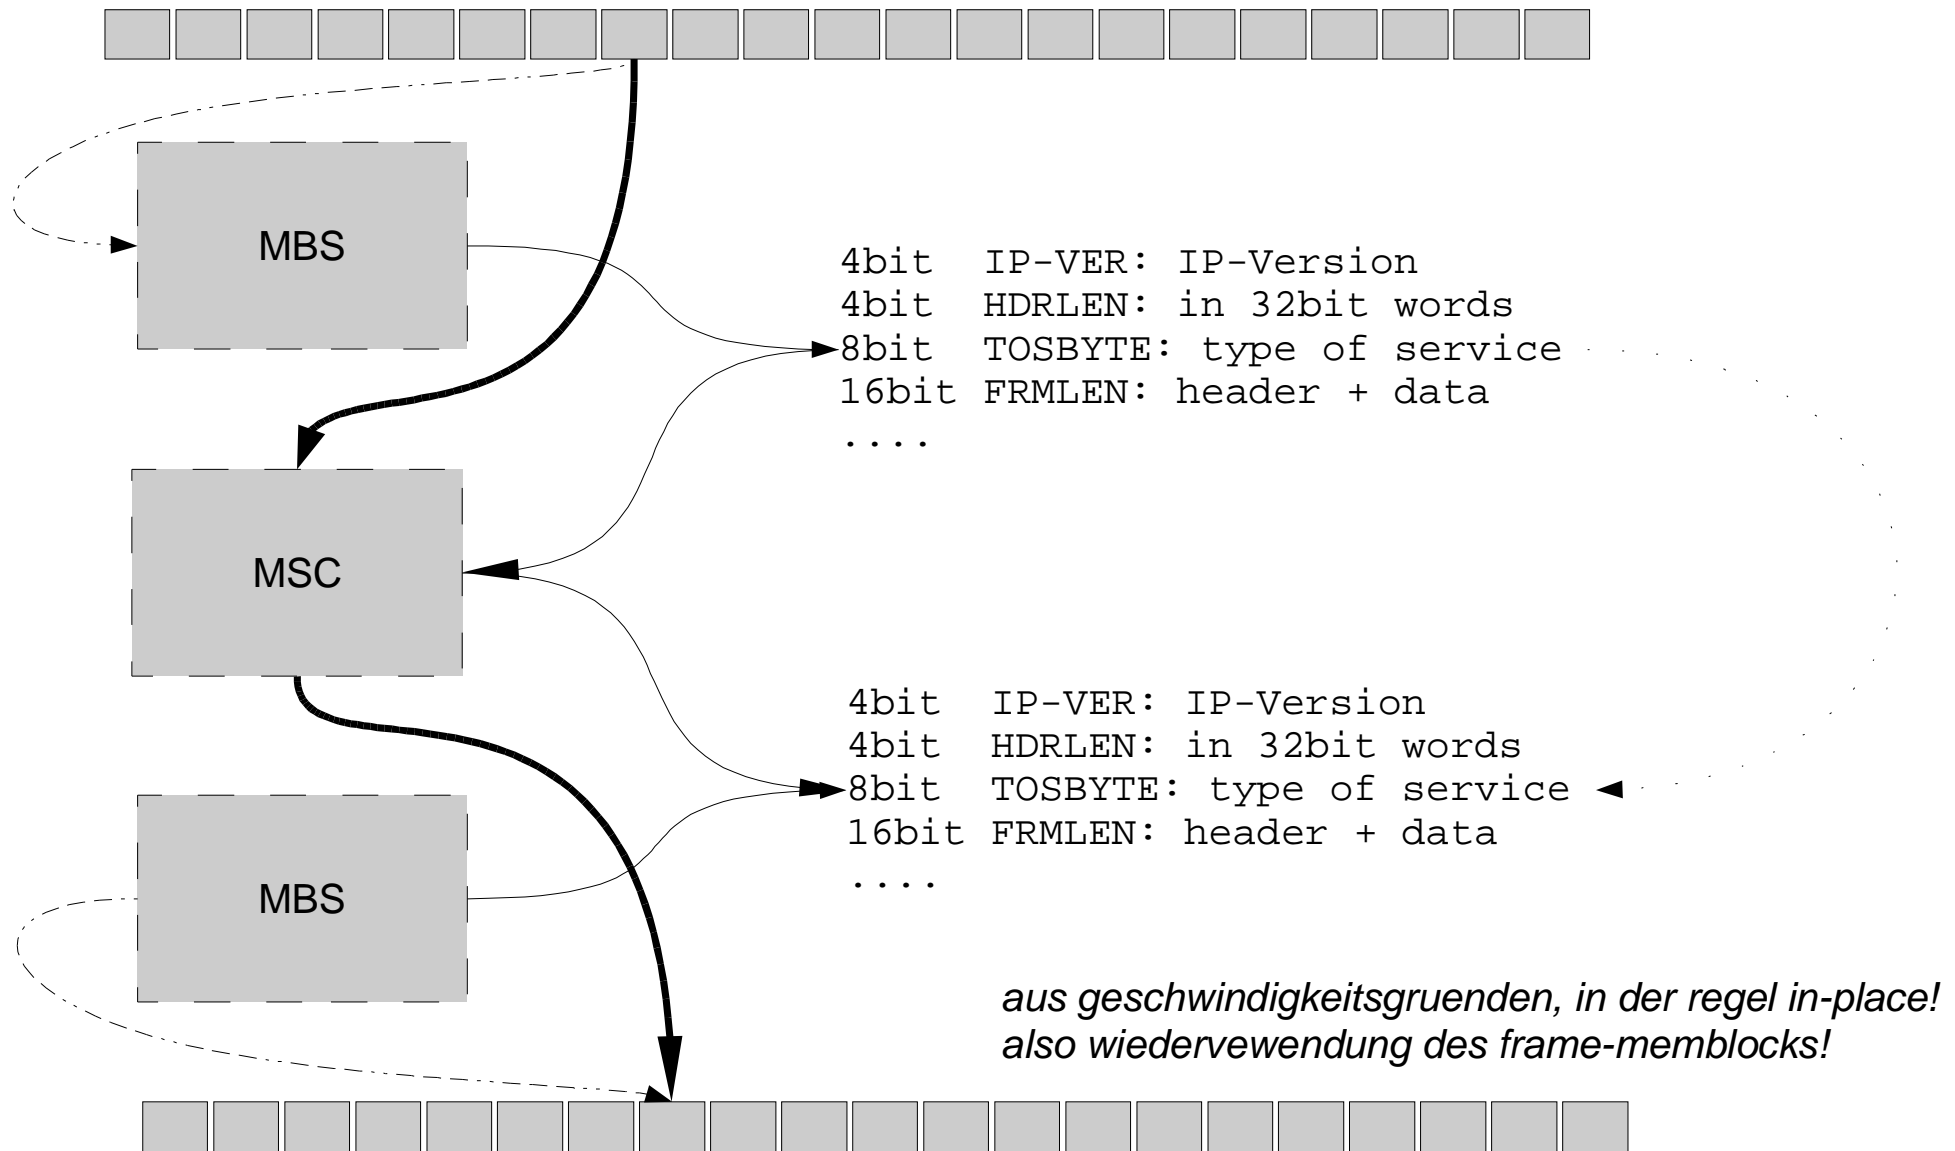 MBS
4bit IP-VER: IP-Version
4bit HDRLEN: in 32bit words
8bit TOSBYTE: type of service
16bit FRMLEN: header + data
....
MSC
4bit IP-VER: IP-Version
4bit HDRLEN: in 32bit words
8bit TOSBYTE: type of service
16bit FRMLEN: header + data
....
MBS
aus geschwindigkeitsgruenden, in der regel in-place!
also wiedervewendung des frame-memblocks!